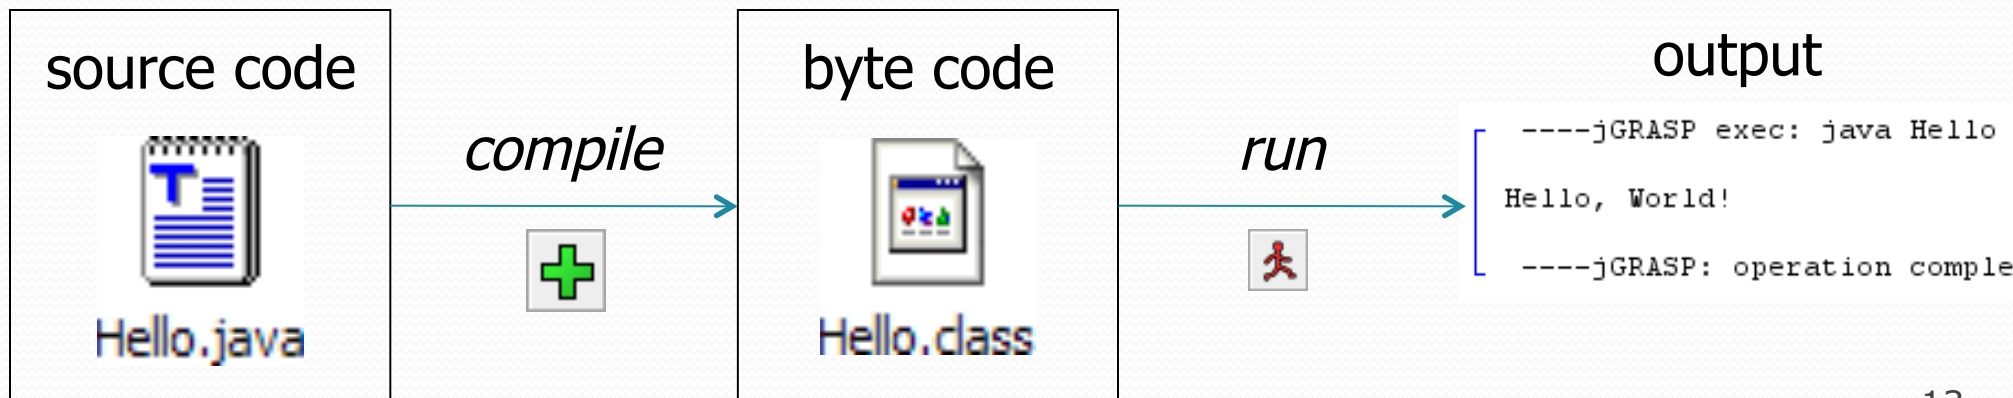 source code
Hello.java
compile
byte code
Hello.class
run
output
----jGRASP exec: java Hello
Hello, World!
----jGRASP: operation comple